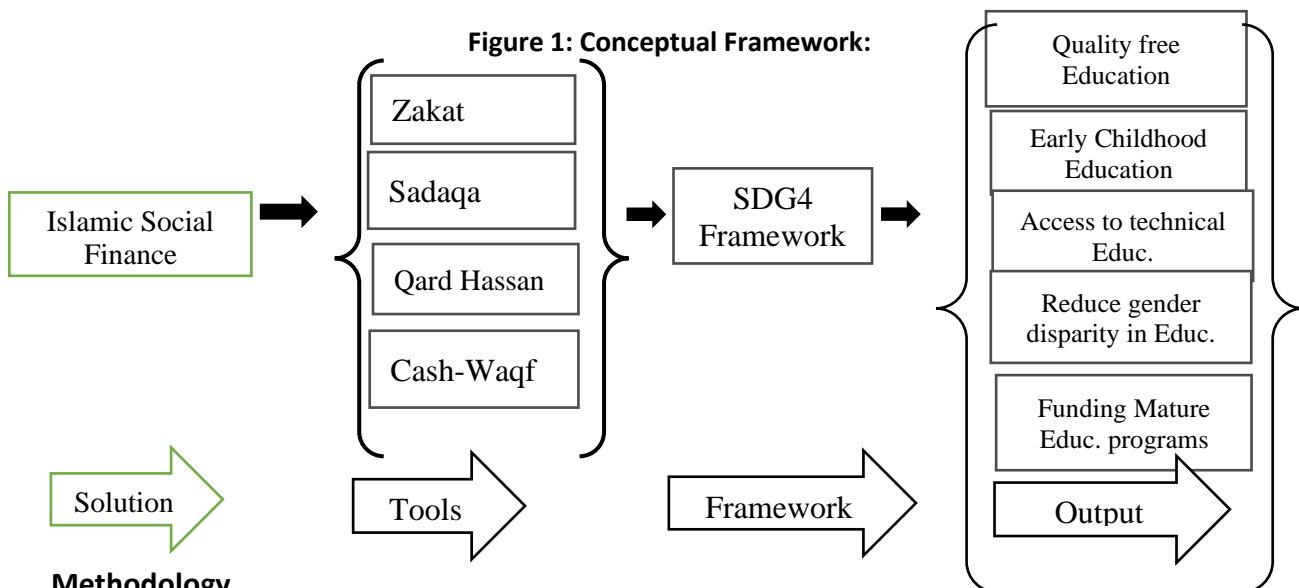 Figure 1: Conceptual Framework:
Islamic Social
Finance
Zakat
Sadaqa
Qard Hassan
Cash-Waqf
SDG4
Framework
Quality free
Education
Early Childhood
Education
Access to technical
Educ.
Reduce gender
disparity in Educ.
Funding Mature
Educ. programs
Solution
Tools
Framework
Output
Methodology